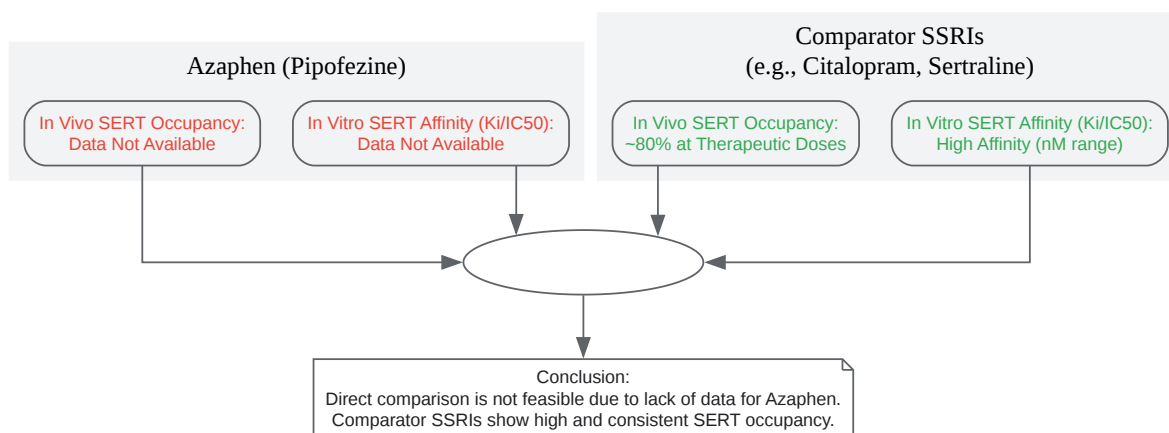 Azaphen (Pipofezine)
In Vivo SERT Occupancy:
Data Not Available
In Vitro SERT Affinity (Ki/IC50):
Data Not Available
Comparator SSRIs
(e.g., Citalopram, Sertraline)
In Vivo SERT Occupancy:
~80% at Therapeutic Doses
In Vitro SERT Affinity (Ki/IC50):
High Affinity (nM range)
Conclusion:
Direct comparison is not feasible due to lack of data for Azaphen.
Comparator SSRIs show high and consistent SERT occupancy.